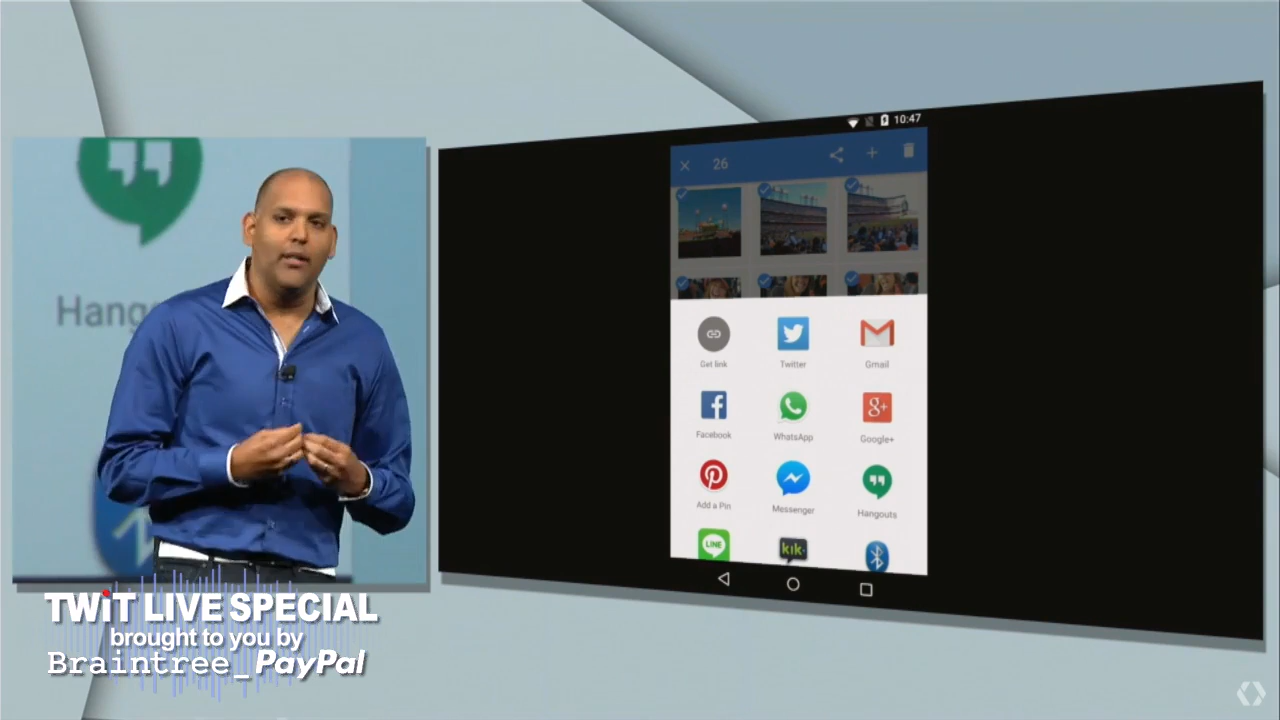 Hang
10:47
26
Get link
Twitter
Gmail
Facebook
WhatsApp
g+
Google+
Add a Pin
Messenger
Hangouts
LINE
kik.
TWiT LIVE SPECIAL
brought to you by
Braintree_PayPal